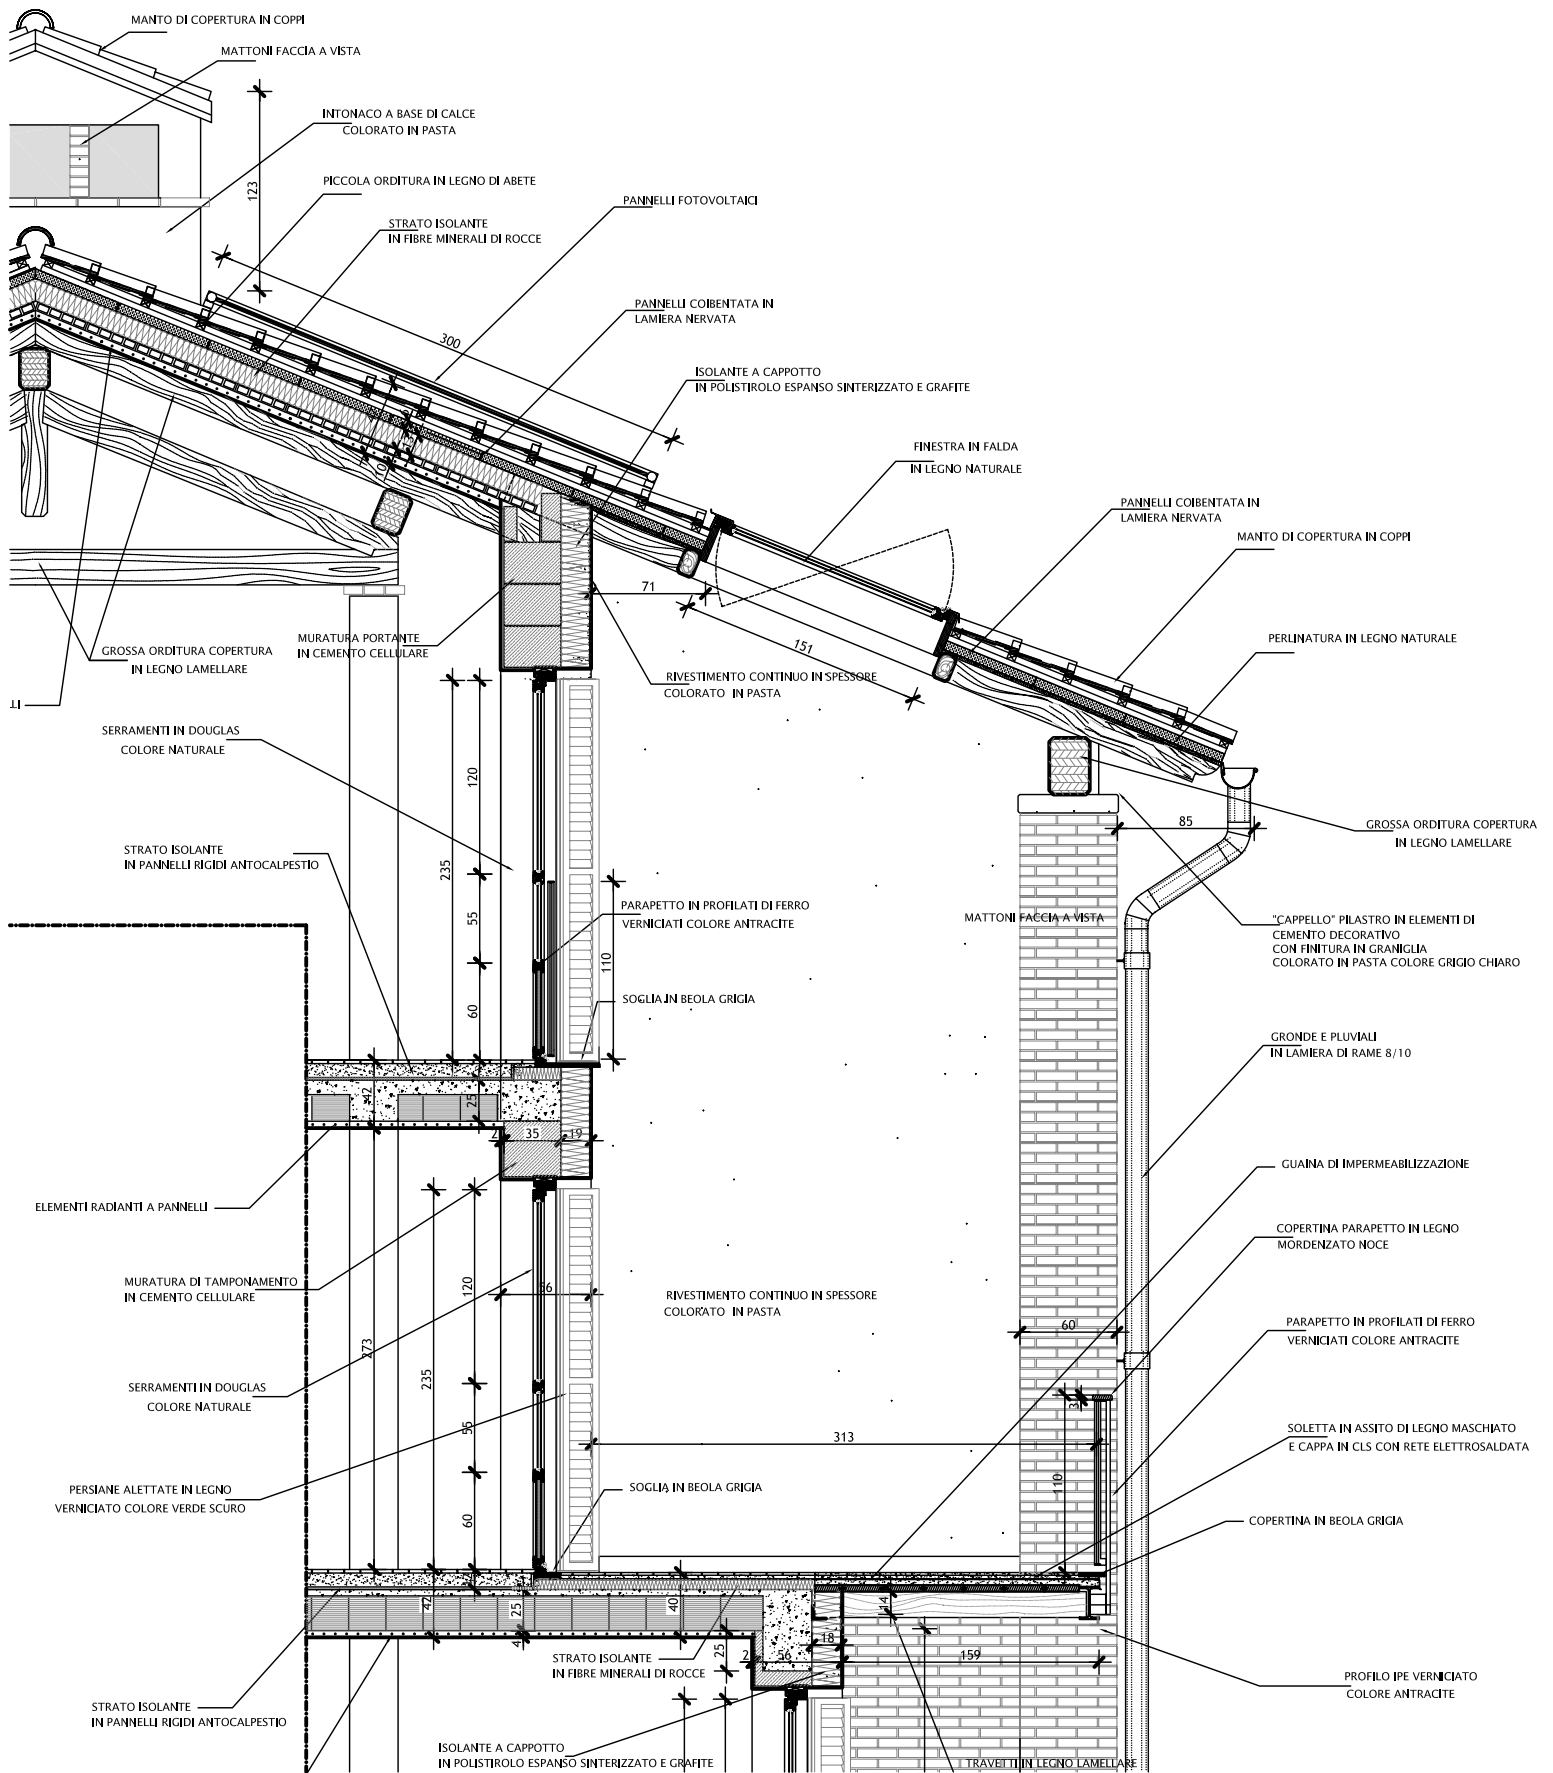 MANTO DI COPERTURA IN COPPI
MATTONI FACCIA A VISTA
INTONACO A BASE DI CALCE
COLORATO IN PASTA
123
PICCOLA ORDITURA IN LEGNO DI ABETE
PANNELLI FOTOVOLTAICI
STRATO ISOLANTE
IN FIBRE MINERALI DI ROCCE
PANNELLI COIBENTATA IN
LAMIERA NERVATA
300
ISOLANTE A CAPPOTTO
IN POLISTIROLO ESPANSO SINTERIZZATO E GRAFITE
FINESTRA IN FALDA
IN LEGNO NATURALE
PANNELLI COIBENTATA IN
LAMIERA NERVATA
MANTO DI COPERTURA IN COPPI
71
MURATURA PORTANTE
IN CEMENTO CELLULARE
GROSSA ORDITURA COPERTURA
IN LEGNO LAMELLARE
151
PERLINATURA IN LEGNO NATURALE
RIVESTIMENTO CONTINUO IN SPESSORE
COLORATO IN PASTA
LI
SERRAMENTI IN DOUGLAS
COLORE NATURALE
120
85
GROSSA ORDITURA COPERTURA
IN LEGNO LAMELLARE
STRATO ISOLANTE
IN PANNELLI RIGIDI ANTOCALPESTIO
235
55
PARAPETTO IN PROFILATI DI FERRO
VERNICIATI COLORE ANTRACITE
MATTONI FACCIA A VISTA
"CAPPELLO" PILASTRO IN ELEMENTI DI
CEMENTO DECORATIVO
CON FINITURA IN GRANIGLIA
COLORATO IN PASTA COLORE GRIGIO CHIARO
110
60
SOGLIA IN BEOLA GRIGIA
GRONDE E PLUVIALI
IN LAMIERA DI RAME 8/10
42
25
2
35
19
GUAINA DI IMPERMEABILIZZAZIONE
ELEMENTI RADIANTI A PANNELLI
COPERTINA PARAPETTO IN LEGNO
MORDENZATO NOCE
MURATURA DI TAMPONAMENTO
IN CEMENTO CELLULARE
120
56
RIVESTIMENTO CONTINUO IN SPESSORE
COLORATO IN PASTA
60
PARAPETTO IN PROFILATI DI FERRO
VERNICIATI COLORE ANTRACITE
273
235
SERRAMENTI IN DOUGLAS
COLORE NATURALE
55
3
313
SOLETTA IN ASSITO DI LEGNO MASCHIATO
E CAPPA IN CLS CON RETE ELETTROSALDATA
PERSIANE ALETTATE IN LEGNO
VERNICIATO COLORE VERDE SCURO
SOGLIA IN BEOLA GRIGIA
110
60
COPERTINA IN BEOLA GRIGIA
42
25
40
14
4
18
25
2
56
159
STRATO ISOLANTE
IN FIBRE MINERALI DI ROCCE
PROFILO IPE VERNICIATO
COLORE ANTRACITE
STRATO ISOLANTE
IN PANNELLI RIGIDI ANTOCALPESTIO
ISOLANTE A CAPPOTTO
IN POLISTIROLO ESPANSO SINTERIZZATO E GRAFITE
TRAVETTI IN LEGNO LAMELLARE